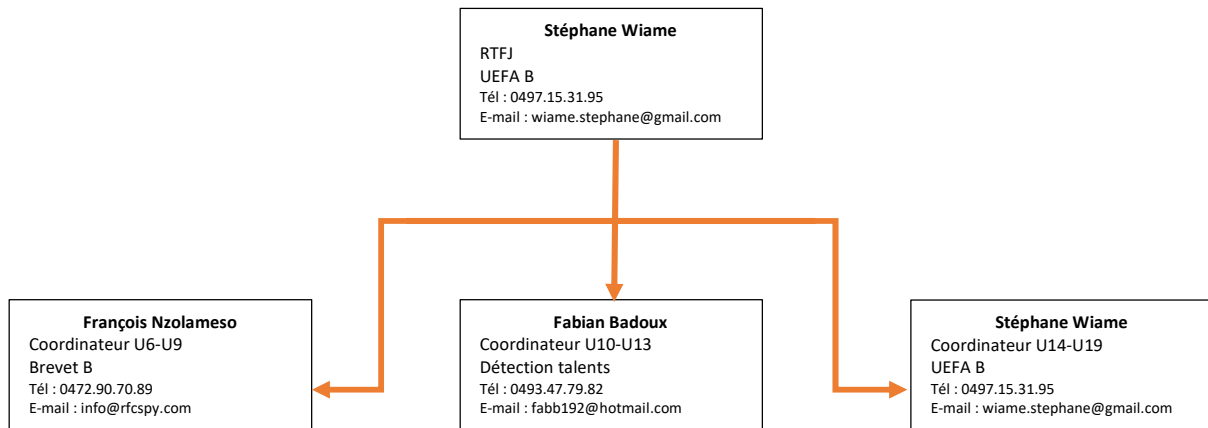 Stéphane Wiame
RTFJ
UEFA B
Tél : 0497.15.31.95
E-mail : wiame.stephane@gmail.com
François Nzolameso
Coordinateur U6-U9
Brevet B
Tél : 0472.90.70.89
E-mail : info@rfcspy.com
Fabian Badoux
Coordinateur U10-U13
Détection talents
Tél : 0493.47.79.82
E-mail : fabb192@hotmail.com
Stéphane Wiame
Coordinateur U14-U19
UEFA B
Tél : 0497.15.31.95
E-mail : wiame.stephane@gmail.com